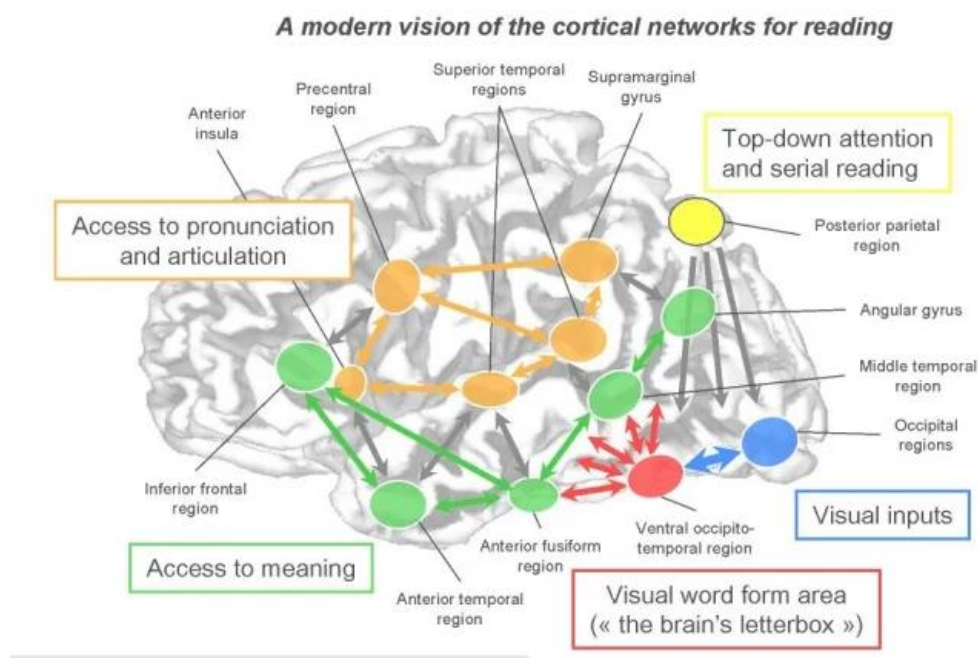 A modern vision of the cortical networks for reading
Superior temporal
regions
Supramarginal
gyrus
Precentral
region
Anterior
insula
Top-down attention
and serial reading
Access to pronunciation
and articulation
Posterior parietal
region
Angular gyrus
Middle temporal
region
Occipital
regions
Inferior frontal
region
Visual inputs
Ventral occipito-
temporal region
Anterior fusiform
region
Access to meaning
Anterior temporal
region
Visual word form area
(« the brain's letterbox »)